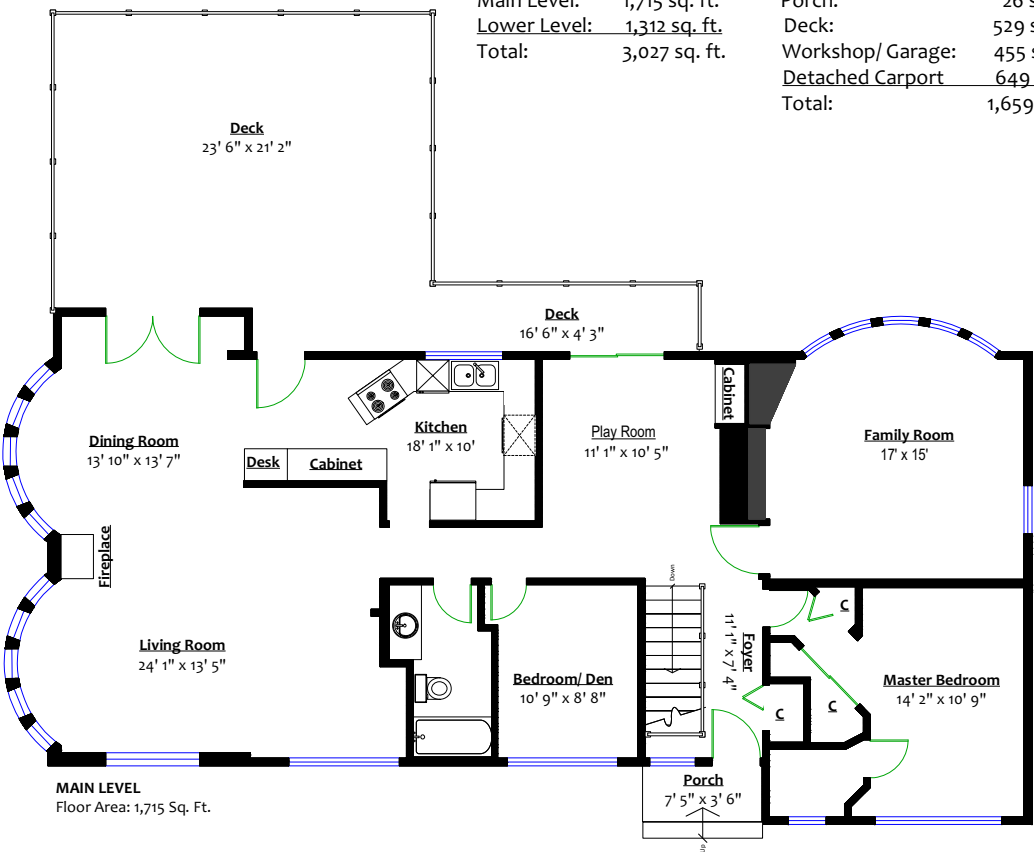 Main Level: 1,715 sq. ft. Porch: 26 s
Lower Level: 1,312 sq. ft. Deck: 529 s
Total: 3,027 sq. ft. Workshop/ Garage: 455 s
Detached Carport 649
Total: 1,659
Deck
23' 6" x 21' 2"
Deck
16' 6" x 4' 3"
Cabinet
Kitchen
18' 1" x 10'
Play Room
11' 1" x 10' 5"
Family Room
17' x 15'
Dining Room
13' 10" x 13' 7"
Desk
Cabinet
Fireplace
Down
C
Foyer
11' 1" x 7' 4"
Living Room
24' 1" x 13' 5"
Bedroom/ Den
10' 9" x 8' 8"
Master Bedroom
14' 2" x 10' 9"
C
C
Porch
7' 5" x 3' 6"
Up
MAIN LEVEL
Floor Area: 1,715 Sq. Ft.